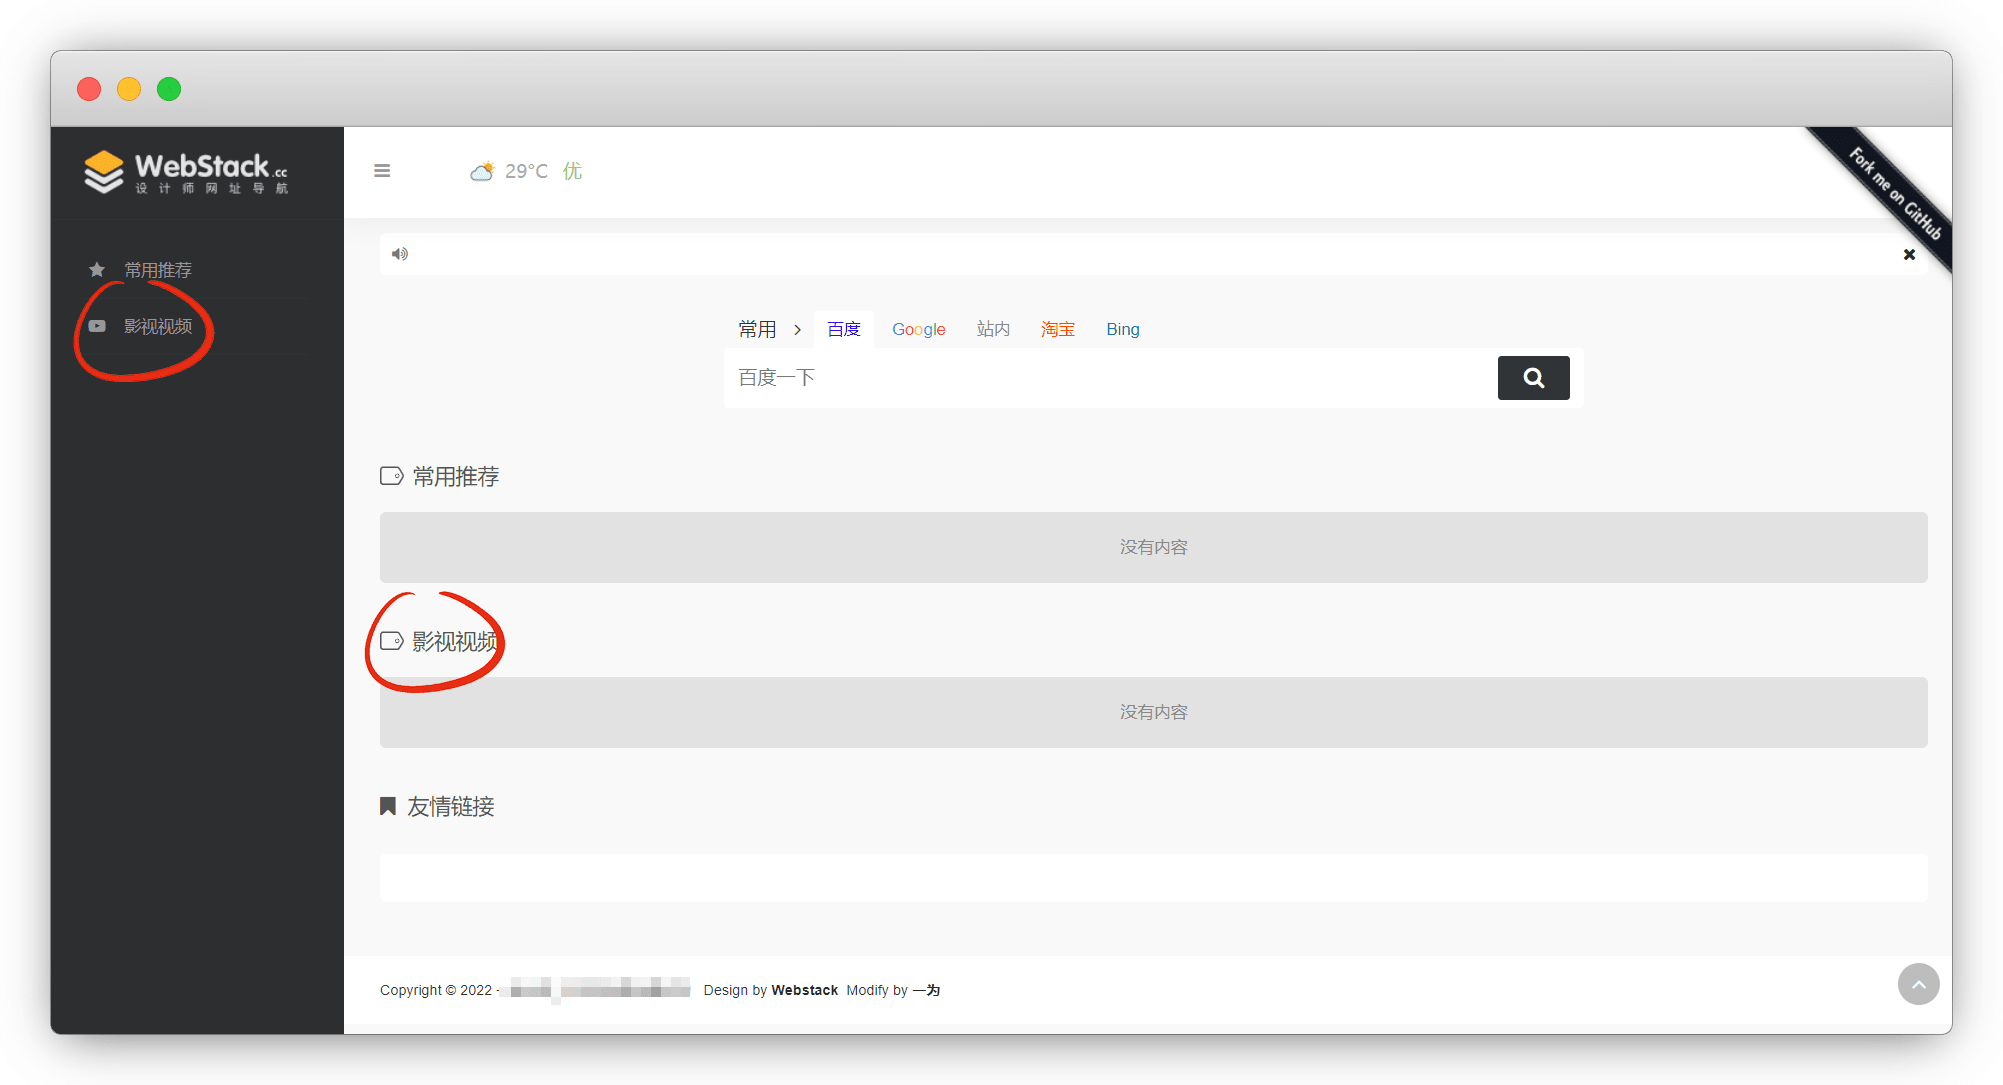 WebStack.cc
设计师网址导航
常用推荐
影视视频
29°C 优
Fork me on GitHub
常用 百度 Google 站内 淘宝 Bing
百度一下
常用推荐
没有内容
影视视频
没有内容
友情链接
Copyright © 2022 - Design by Webstack Modify by 一为